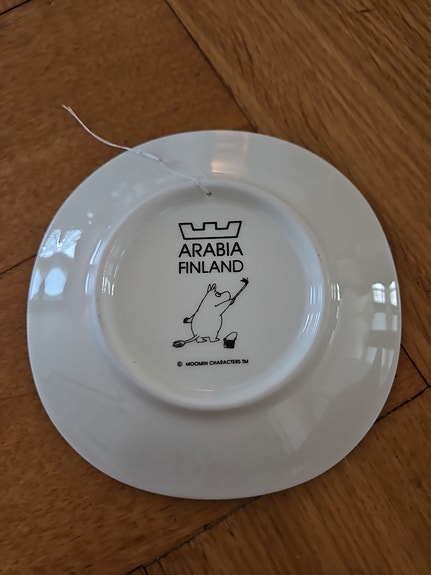 ARABIA
FINLAND
© MOOMIN CHARACTERS TM